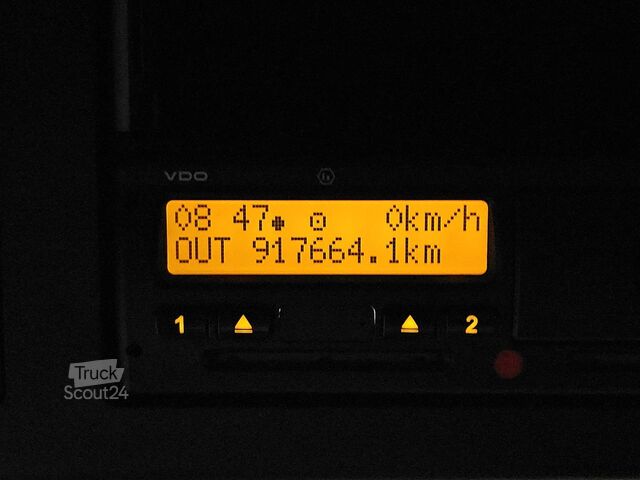 VDO
08 47 0km/h
OUT 917664.1km
1 2
Truck
Scout24